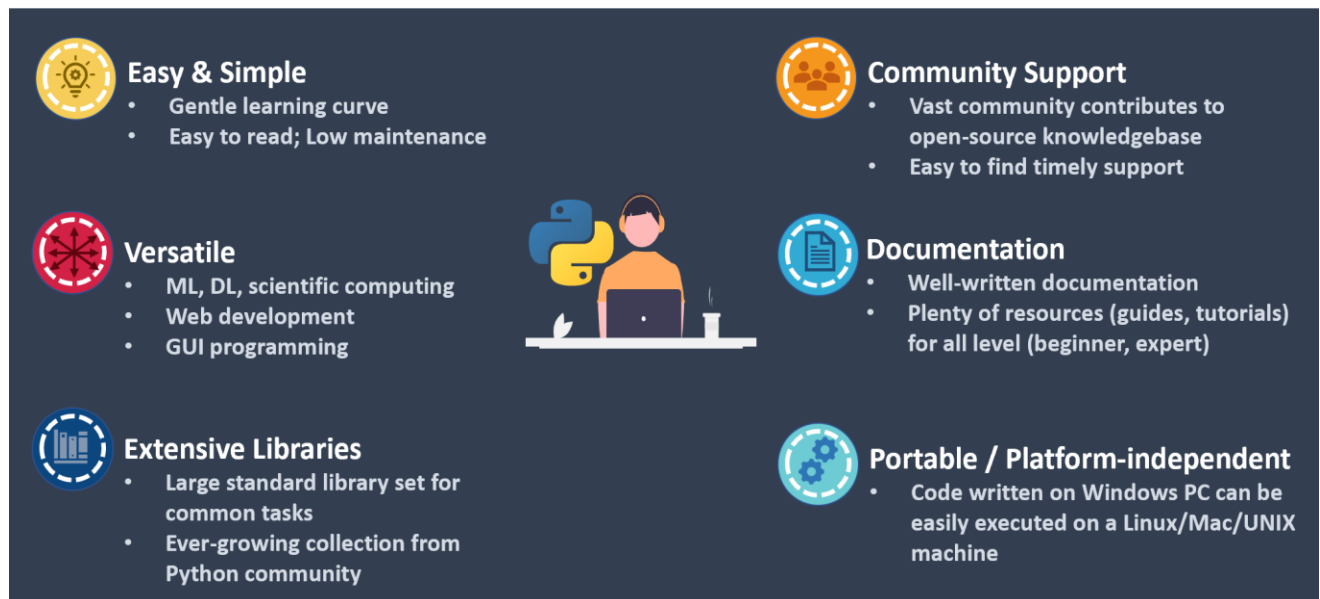 Easy & Simple
• Gentle learning curve
• Easy to read; Low maintenance
Versatile
• ML, DL, scientific computing
• Web development
• GUI programming
Extensive Libraries
• Large standard library set for
common tasks
• Ever-growing collection from
Python community
Community Support
• Vast community contributes to
open-source knowledgebase
• Easy to find timely support
Documentation
• Well-written documentation
• Plenty of resources (guides, tutorials)
for all level (beginner, expert)
Portable / Platform-independent
• Code written on Windows PC can be
easily executed on a Linux/Mac/UNIX
machine